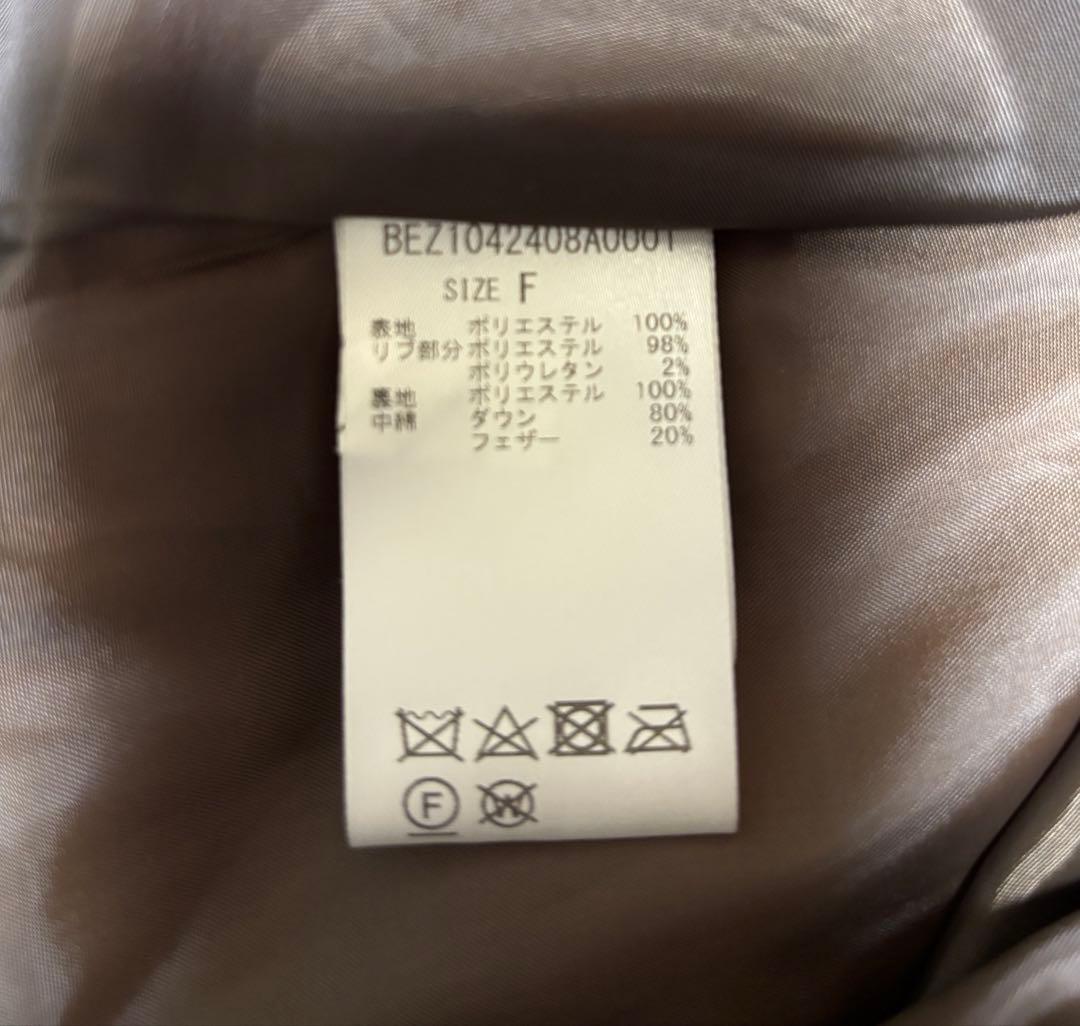 BEZ1042408A0001
SIZE F
表地 ポリエステル 100%
リブ部分 ポリエステル 98%
ポリウレタン 2%
裏地 ポリエステル 100%
中綿 ダウン 80%
フェザー 20%
F W